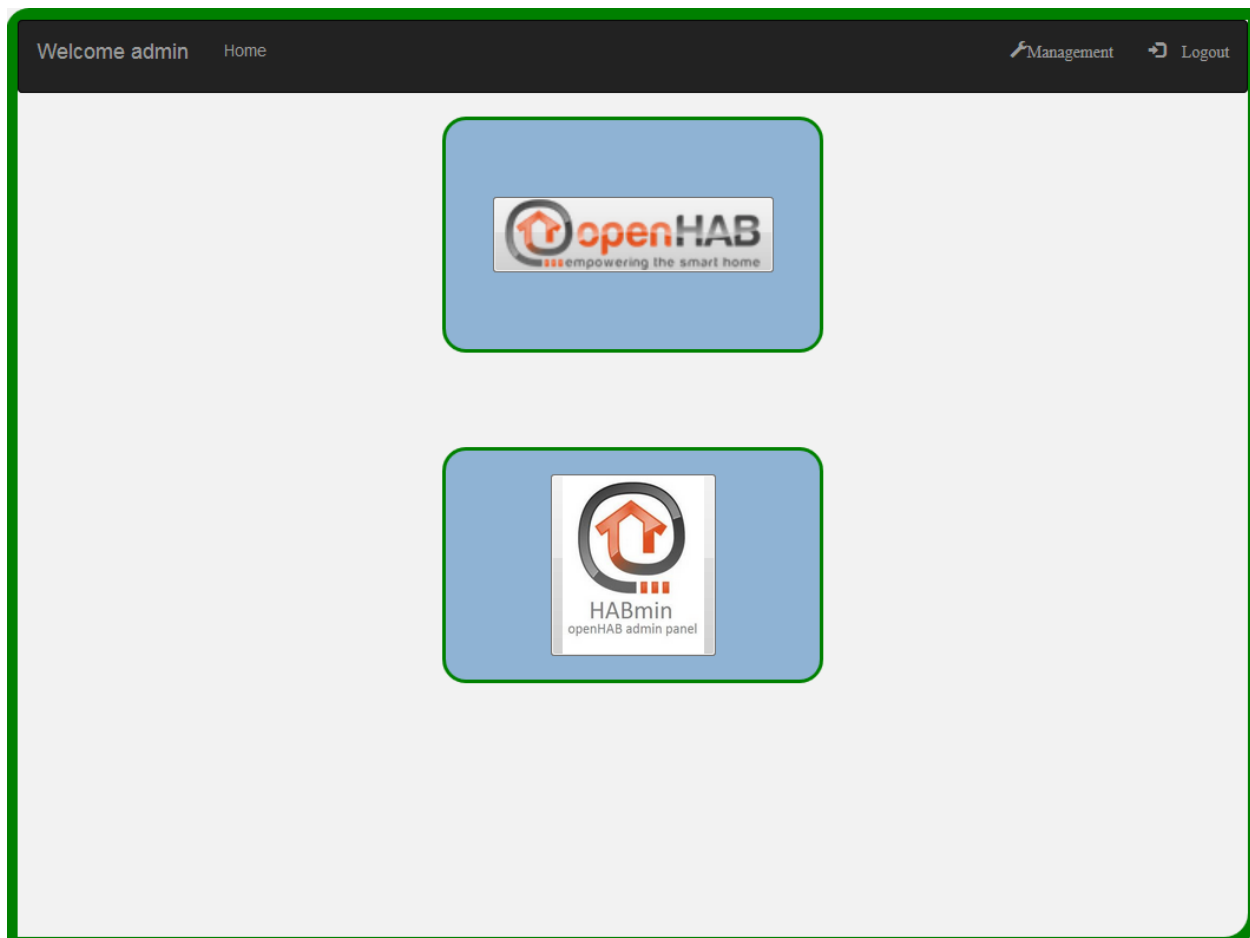 Welcome admin Home Management Logout
openHAB
empowering the smart home
HABmin
openHAB admin panel